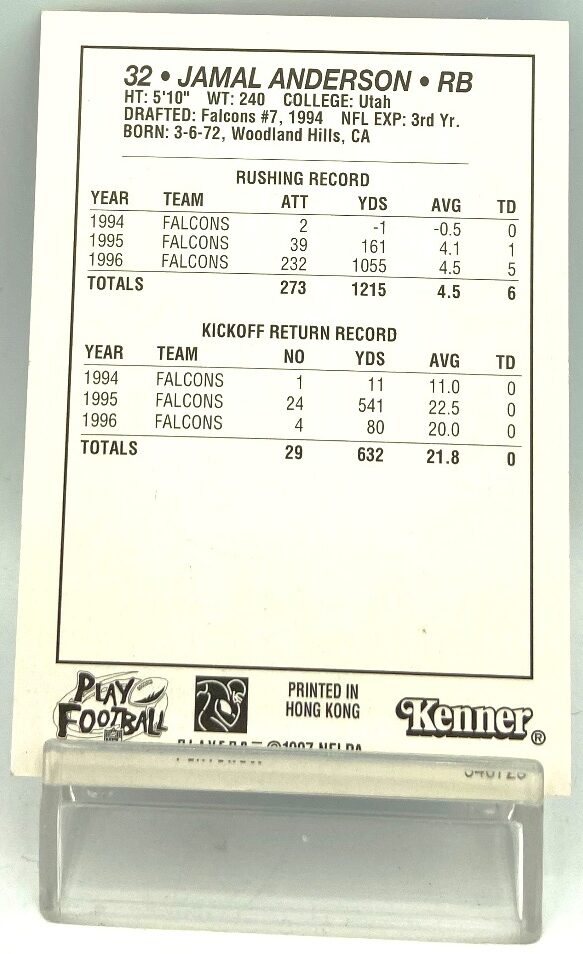 32 • JAMAL ANDERSON • RB
HT: 5'10" WT: 240 COLLEGE: Utah
DRAFTED: Falcons #7, 1994 NFL EXP: 3rd Yr.
BORN: 3-6-72, Woodland Hills, CA
RUSHING RECORD
YEAR TEAM ATT YDS AVG TD
1994 FALCONS 2 -1 -0.5 0
1995 FALCONS 39 161 4.1 1
1996 FALCONS 232 1055 4.5 5
TOTALS 273 1215 4.5 6
KICKOFF RETURN RECORD
YEAR TEAM NO YDS AVG TD
1994 FALCONS 1 11 11.0 0
1995 FALCONS 24 541 22.5 0
1996 FALCONS 4 80 20.0 0
TOTALS 29 632 21.8 0
PLAY FOOTBALL
PRINTED IN
HONG KONG
Kenner®
©1997 NFLPA